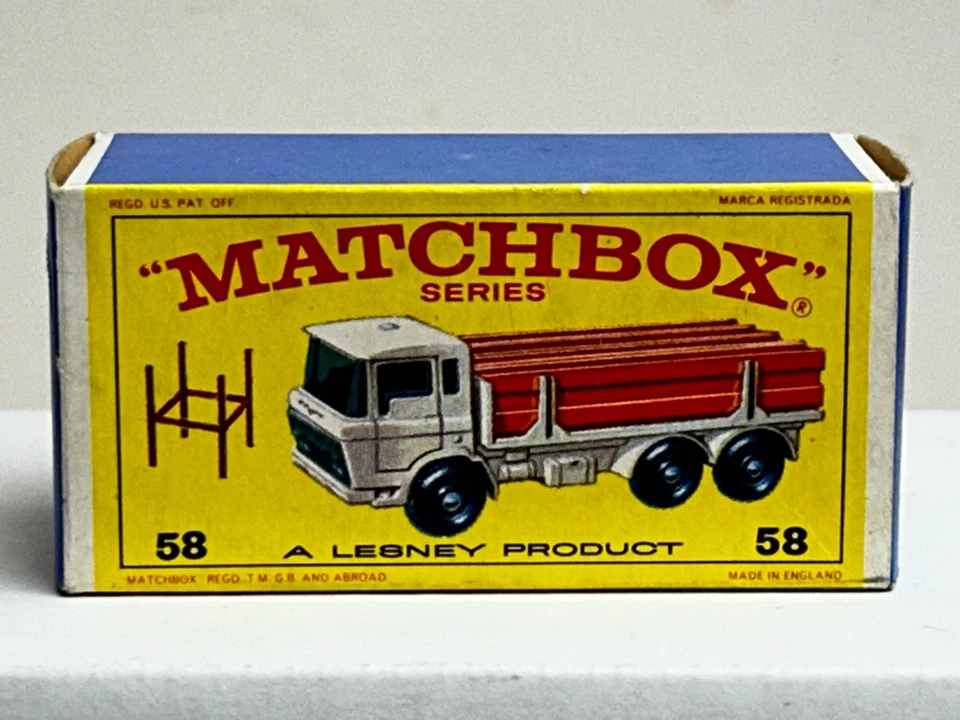 REGD. U.S. PAT. OFF.
MARCA REGISTRADA
“MATCHBOX”®
SERIES
58
A LESNEY PRODUCT
58
MATCHBOX REGD. T.M. G.B. AND ABROAD
MADE IN ENGLAND